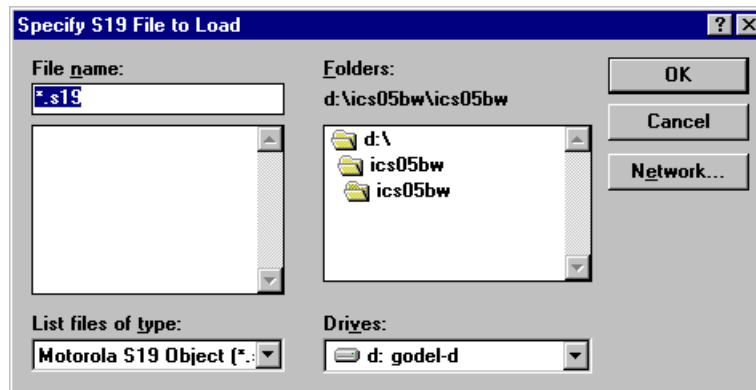 Specify S19 File to Load
File name:
*.s19
Folders:
d:\ics05bw\ics05bw
d:\
ics05bw
ics05bw
OK
Cancel
Network...
List files of type:
Motorola S19 Object (*.s
Drives:
d: godel-d